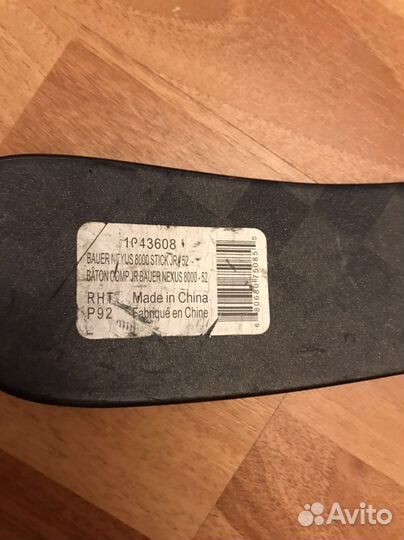 1043608
BAUER NEXUS 8000 STICK JR - 52 -
BÂTON COMP JR BAUER NEXUS 8000 - 52
RHT Made in China
P92 Fabriqué en Chine
Avito